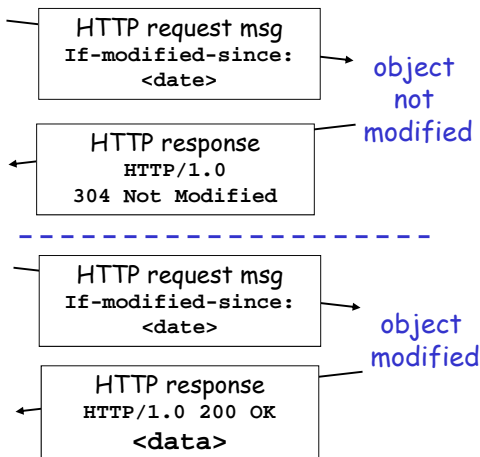 HTTP request msg
If-modified-since:
<date>
object
not
modified
HTTP response
HTTP/1.0
304 Not Modified
HTTP request msg
If-modified-since:
<date>
object
modified
HTTP response
HTTP/1.0 200 OK
<data>